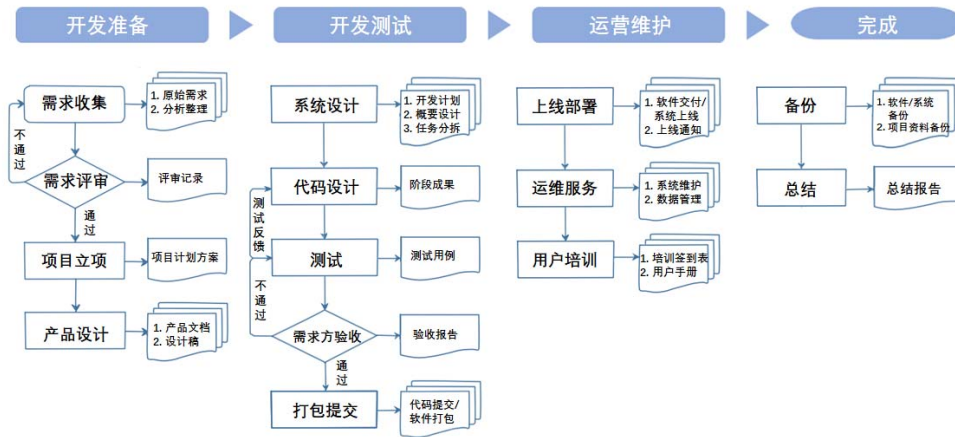 开发准备
开发测试
运营维护
完成
需求收集
1. 原始需求
2. 分析整理
不通过
需求评审
评审记录
通过
项目立项
项目计划方案
产品设计
1. 产品文档
2. 设计稿
系统设计
1. 开发计划
2. 概要设计
3. 任务分拆
代码设计
阶段成果
测试反馈
测试
测试用例
不通过
需求方验收
验收报告
通过
打包提交
代码提交/
软件打包
上线部署
1. 软件交付/
系统上线
2. 上线通知
运维服务
1. 系统维护
2. 数据管理
用户培训
1. 培训签到表
2. 用户手册
备份
1. 软件/系统
备份
2. 项目资料备份
总结
总结报告